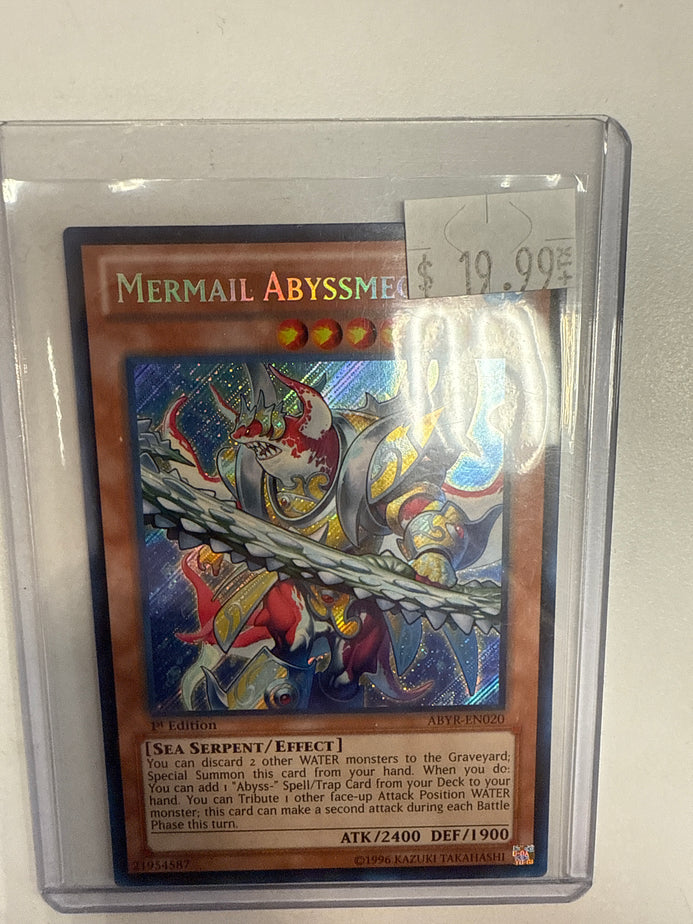 $ 19.99 +TX
MERMAIL ABYSSMEG
1st Edition
ABYR-EN020
[SEA SERPENT/EFFECT]
You can discard 2 other WATER monsters to the Graveyard;
Special Summon this card from your hand. When you do:
You can add 1 "Abyss-" Spell/Trap Card from your Deck to your
hand. You can Tribute 1 other face-up Attack Position WATER
monster; this card can make a second attack during each Battle
Phase this turn.
ATK/2400 DEF/1900
21954587
©1996 KAZUKI TAKAHASHI